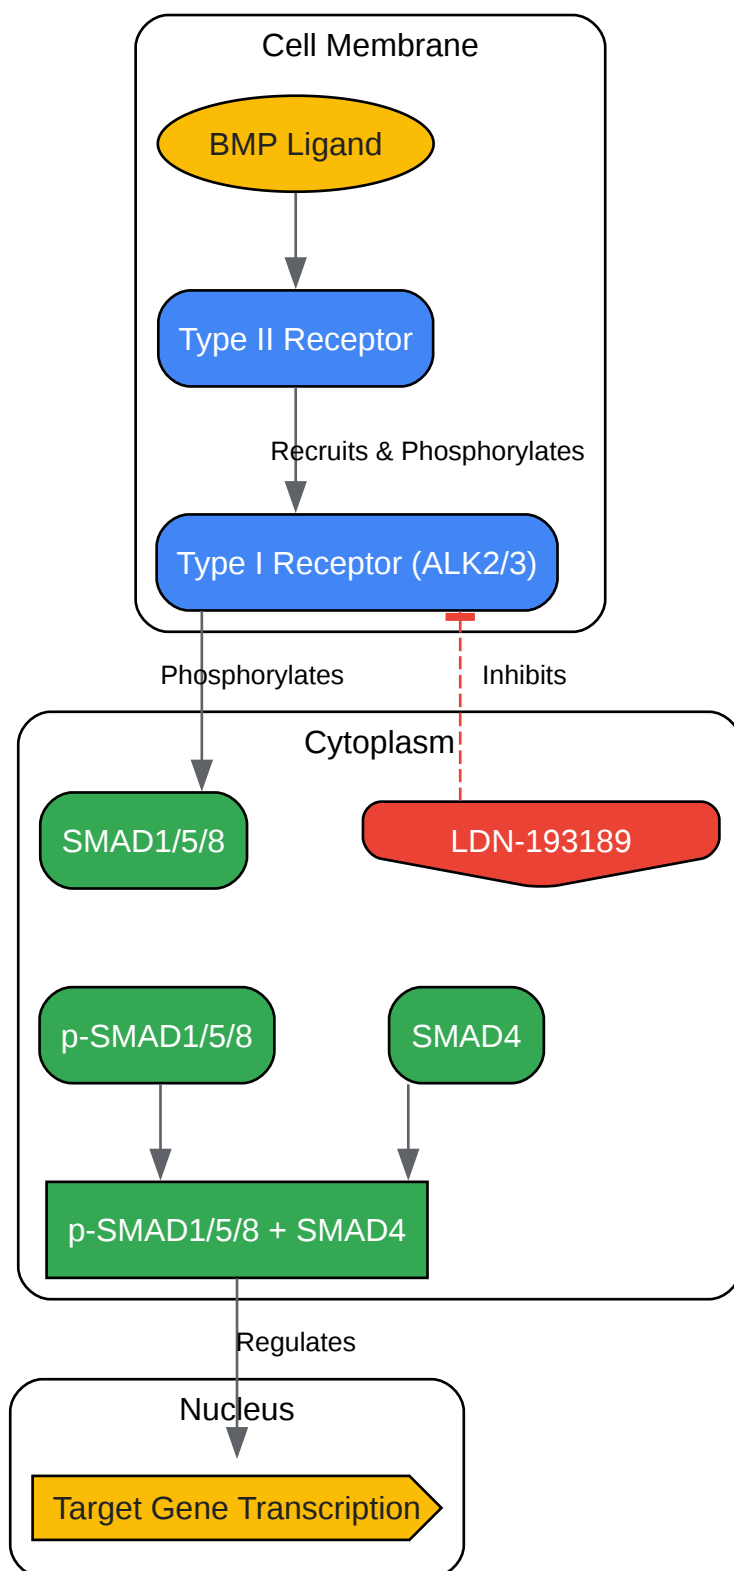 Cell Membrane
BMP Ligand
Type II Receptor
Recruits & Phosphorylates
Type I Receptor (ALK2/3)
Phosphorylates
Inhibits
Cytoplasm
SMAD1/5/8
LDN-193189
p-SMAD1/5/8
SMAD4
p-SMAD1/5/8 + SMAD4
Regulates
Nucleus
Target Gene Transcription